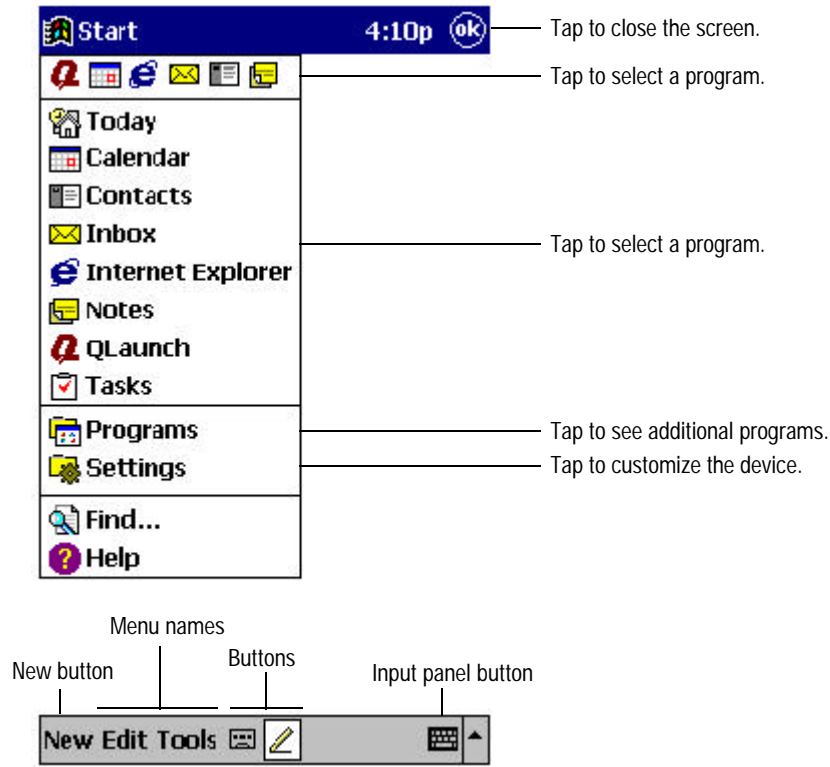 Start 4:10p ok Tap to close the screen.
Tap to select a program.
Today
Calendar
Contacts
Inbox
Tap to select a program.
Internet Explorer
Notes
QLaunch
Tasks
Programs Tap to see additional programs.
Settings Tap to customize the device.
Find...
Help
Menu names
New button Buttons Input panel button
New Edit Tools